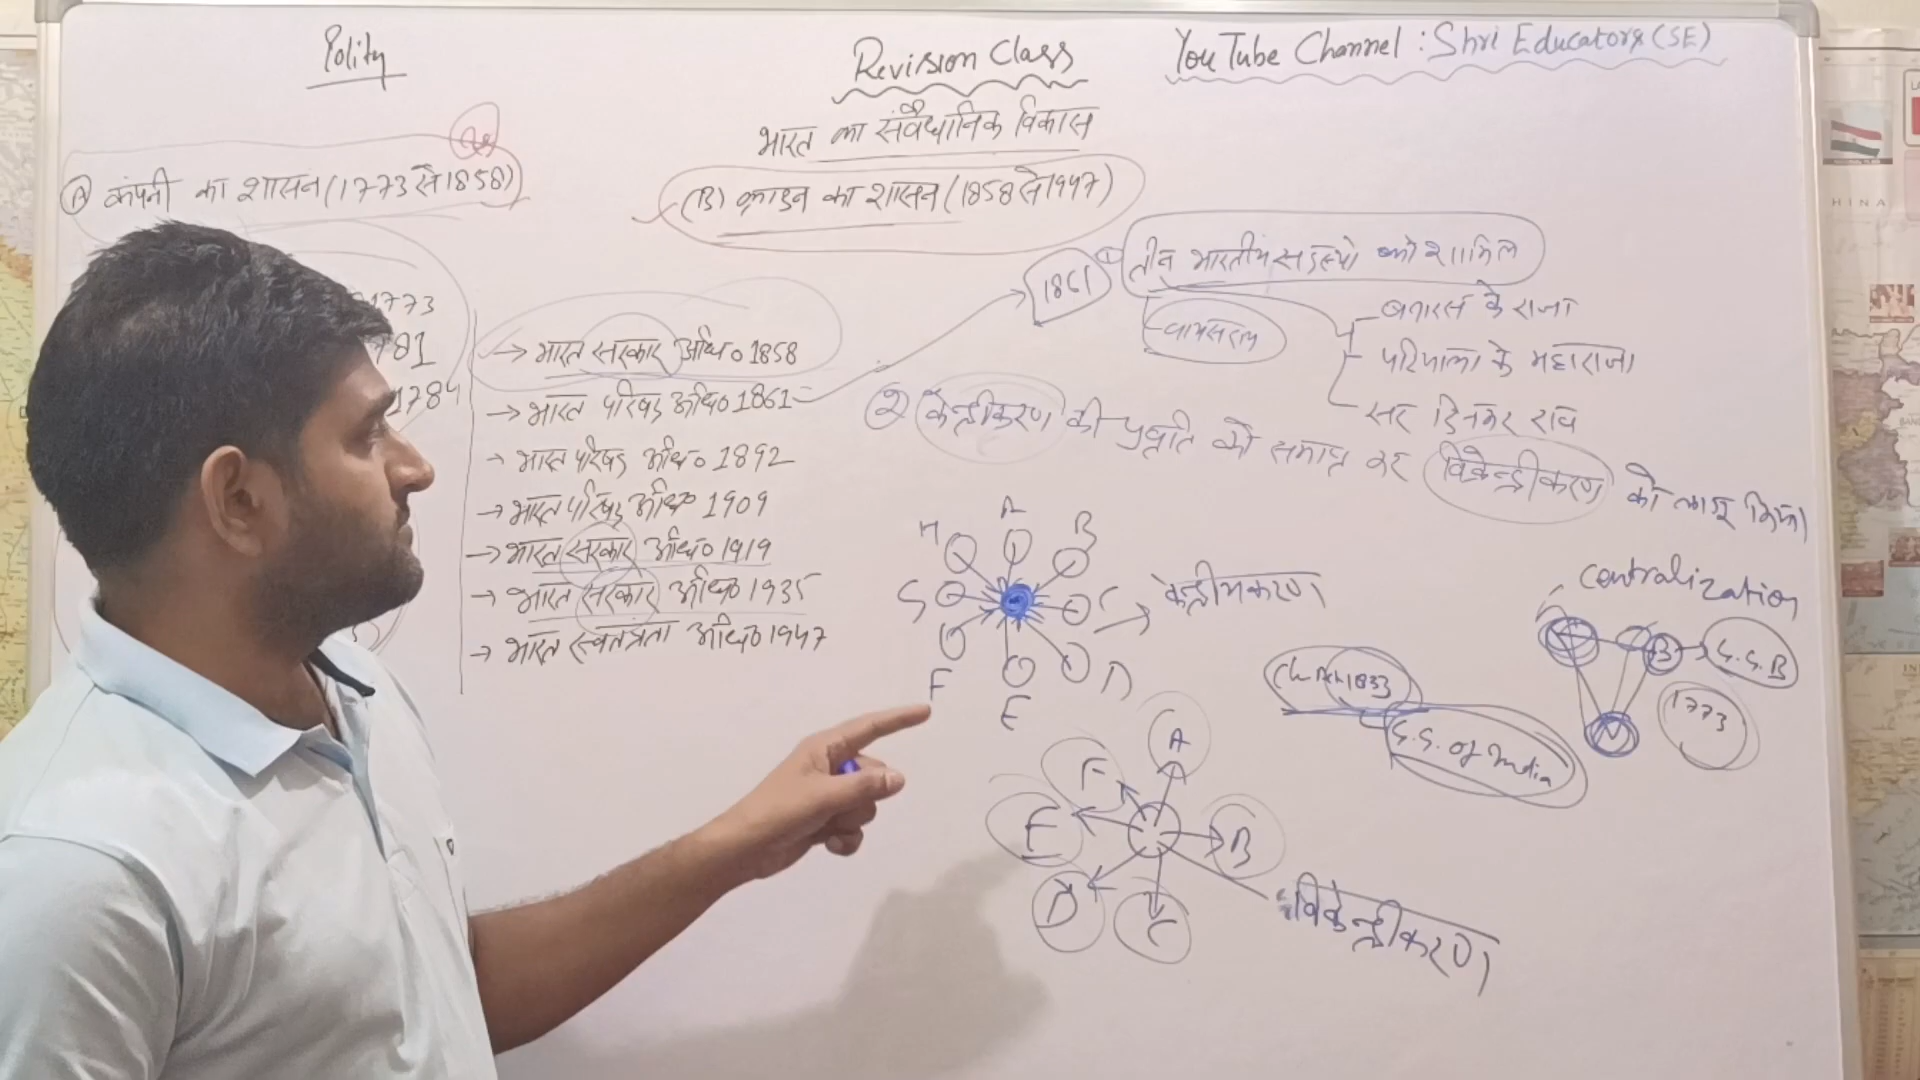 Polity
Revision Class
YouTube Channel : Shri Educators (SE)
भारत का संवैधानिक विकास
(A) कंपनी का शासन (1773 से 1858)
(B) क्राउन का शासन (1858 से 1947)
1773
81
1784
→ भारत सरकार अधि० 1858
→ भारत परिषद अधि० 1861
→ भारत परिषद अधि० 1892
→ भारत परिषद अधि० 1909
→ भारत सरकार अधि० 1919
→ भारत सरकार अधि० 1935
→ भारत स्वतंत्रता अधि० 1947
1861
① तीन भारतीय सदस्यो को शामिल
वायसराय
बनारस के राजा
पटियाला के महाराजा
सर दिनकर राव
② केन्द्रीकरण की प्रवृति को समाप्त कर विकेन्द्रीकरण को लागू किया
A
B
C
D
E
F
G
H
केन्द्रीयकरण
Centralization
B
G.G.B
M
1773
Ch. Act 1833
G.G. of India
A
B
C
D
E
F
विकेन्द्रीकरण
HINA